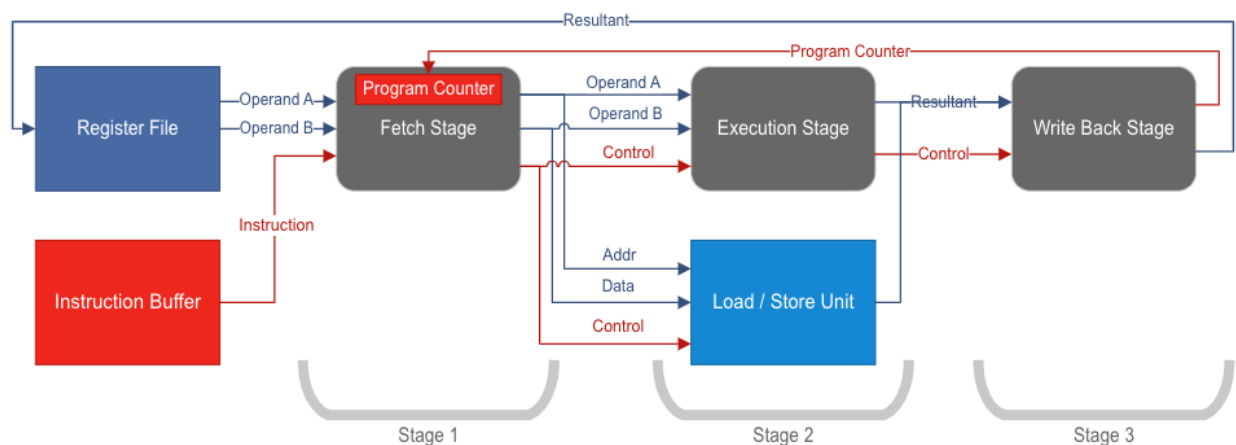 Resultant
Program Counter
Program Counter
Operand A
Operand A
Operand B
Operand B
Register File
Fetch Stage
Execution Stage
Resultant
Write Back Stage
Control
Control
Instruction
Addr
Data
Instruction Buffer
Load / Store Unit
Control
Stage 1
Stage 2
Stage 3